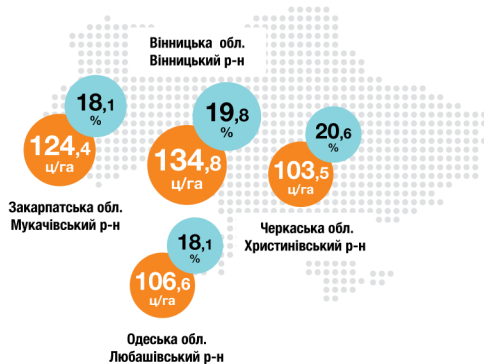 Вінницька обл.
Вінницький р-н
18,1
%
124,4
ц/га
Закарпатська обл.
Мукачівський р-н
19,8
%
134,8
ц/га
20,6
%
103,5
ц/га
Черкаська обл.
Христинівський р-н
18,1
%
106,6
ц/га
Одеська обл.
Любашівський р-н